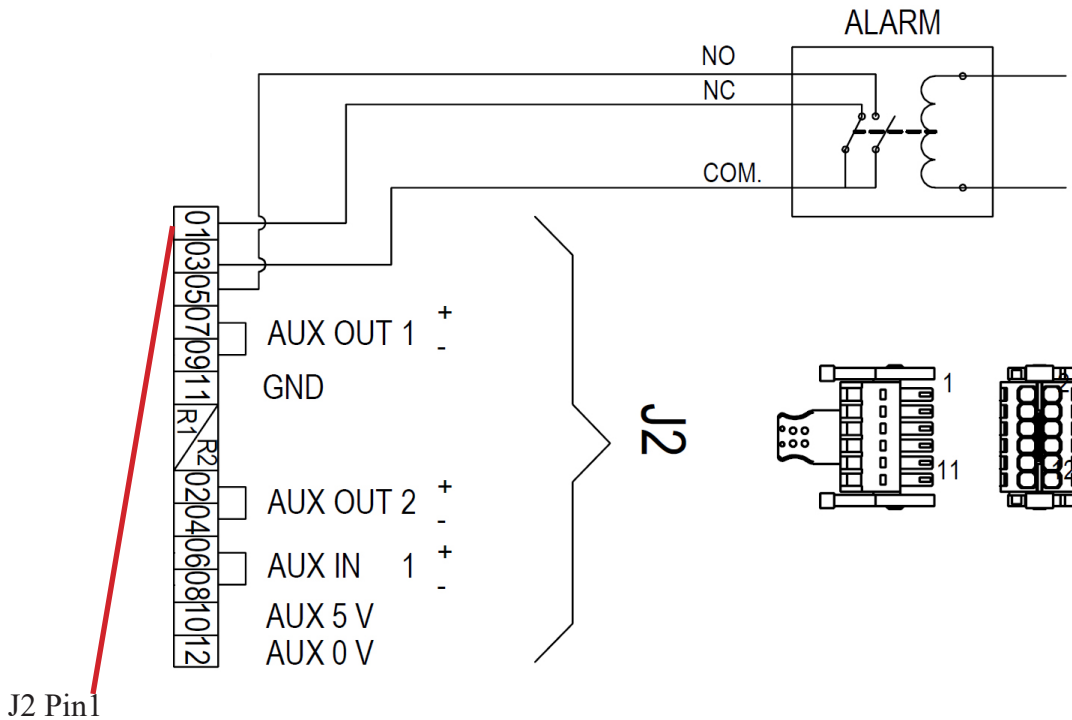 ALARM
NO
NC
COM.
01
03
05
07
09
11
R1
R2
02
04
06
08
10
12
AUX OUT 1 + -
GND
AUX OUT 2 + -
AUX IN 1 + -
AUX 5 V
AUX 0 V
J2
1
11
12
J2 Pin1